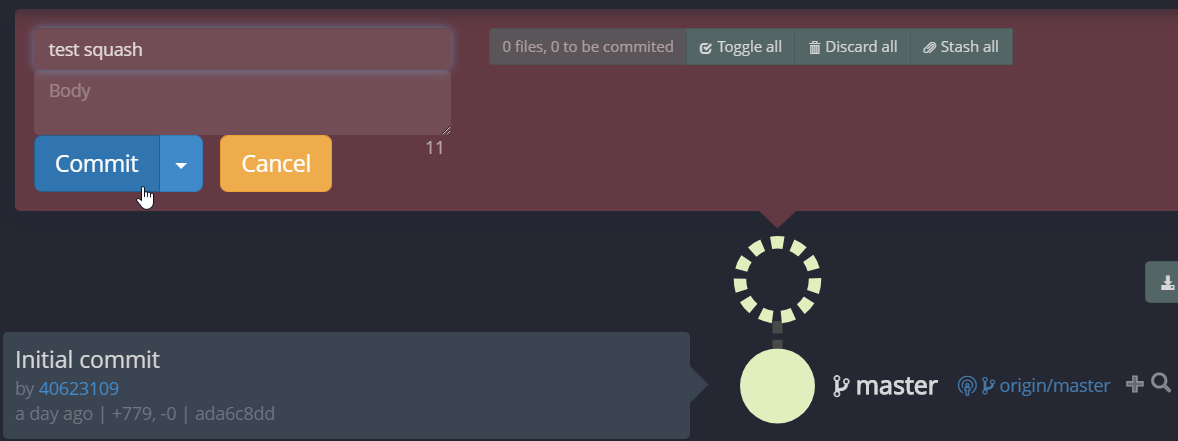 test squash
0 files, 0 to be commited Toggle all Discard all Stash all
Body
11
Commit Cancel
Initial commit
by 40623109
a day ago | +779, -0 | ada6c8dd
master origin/master